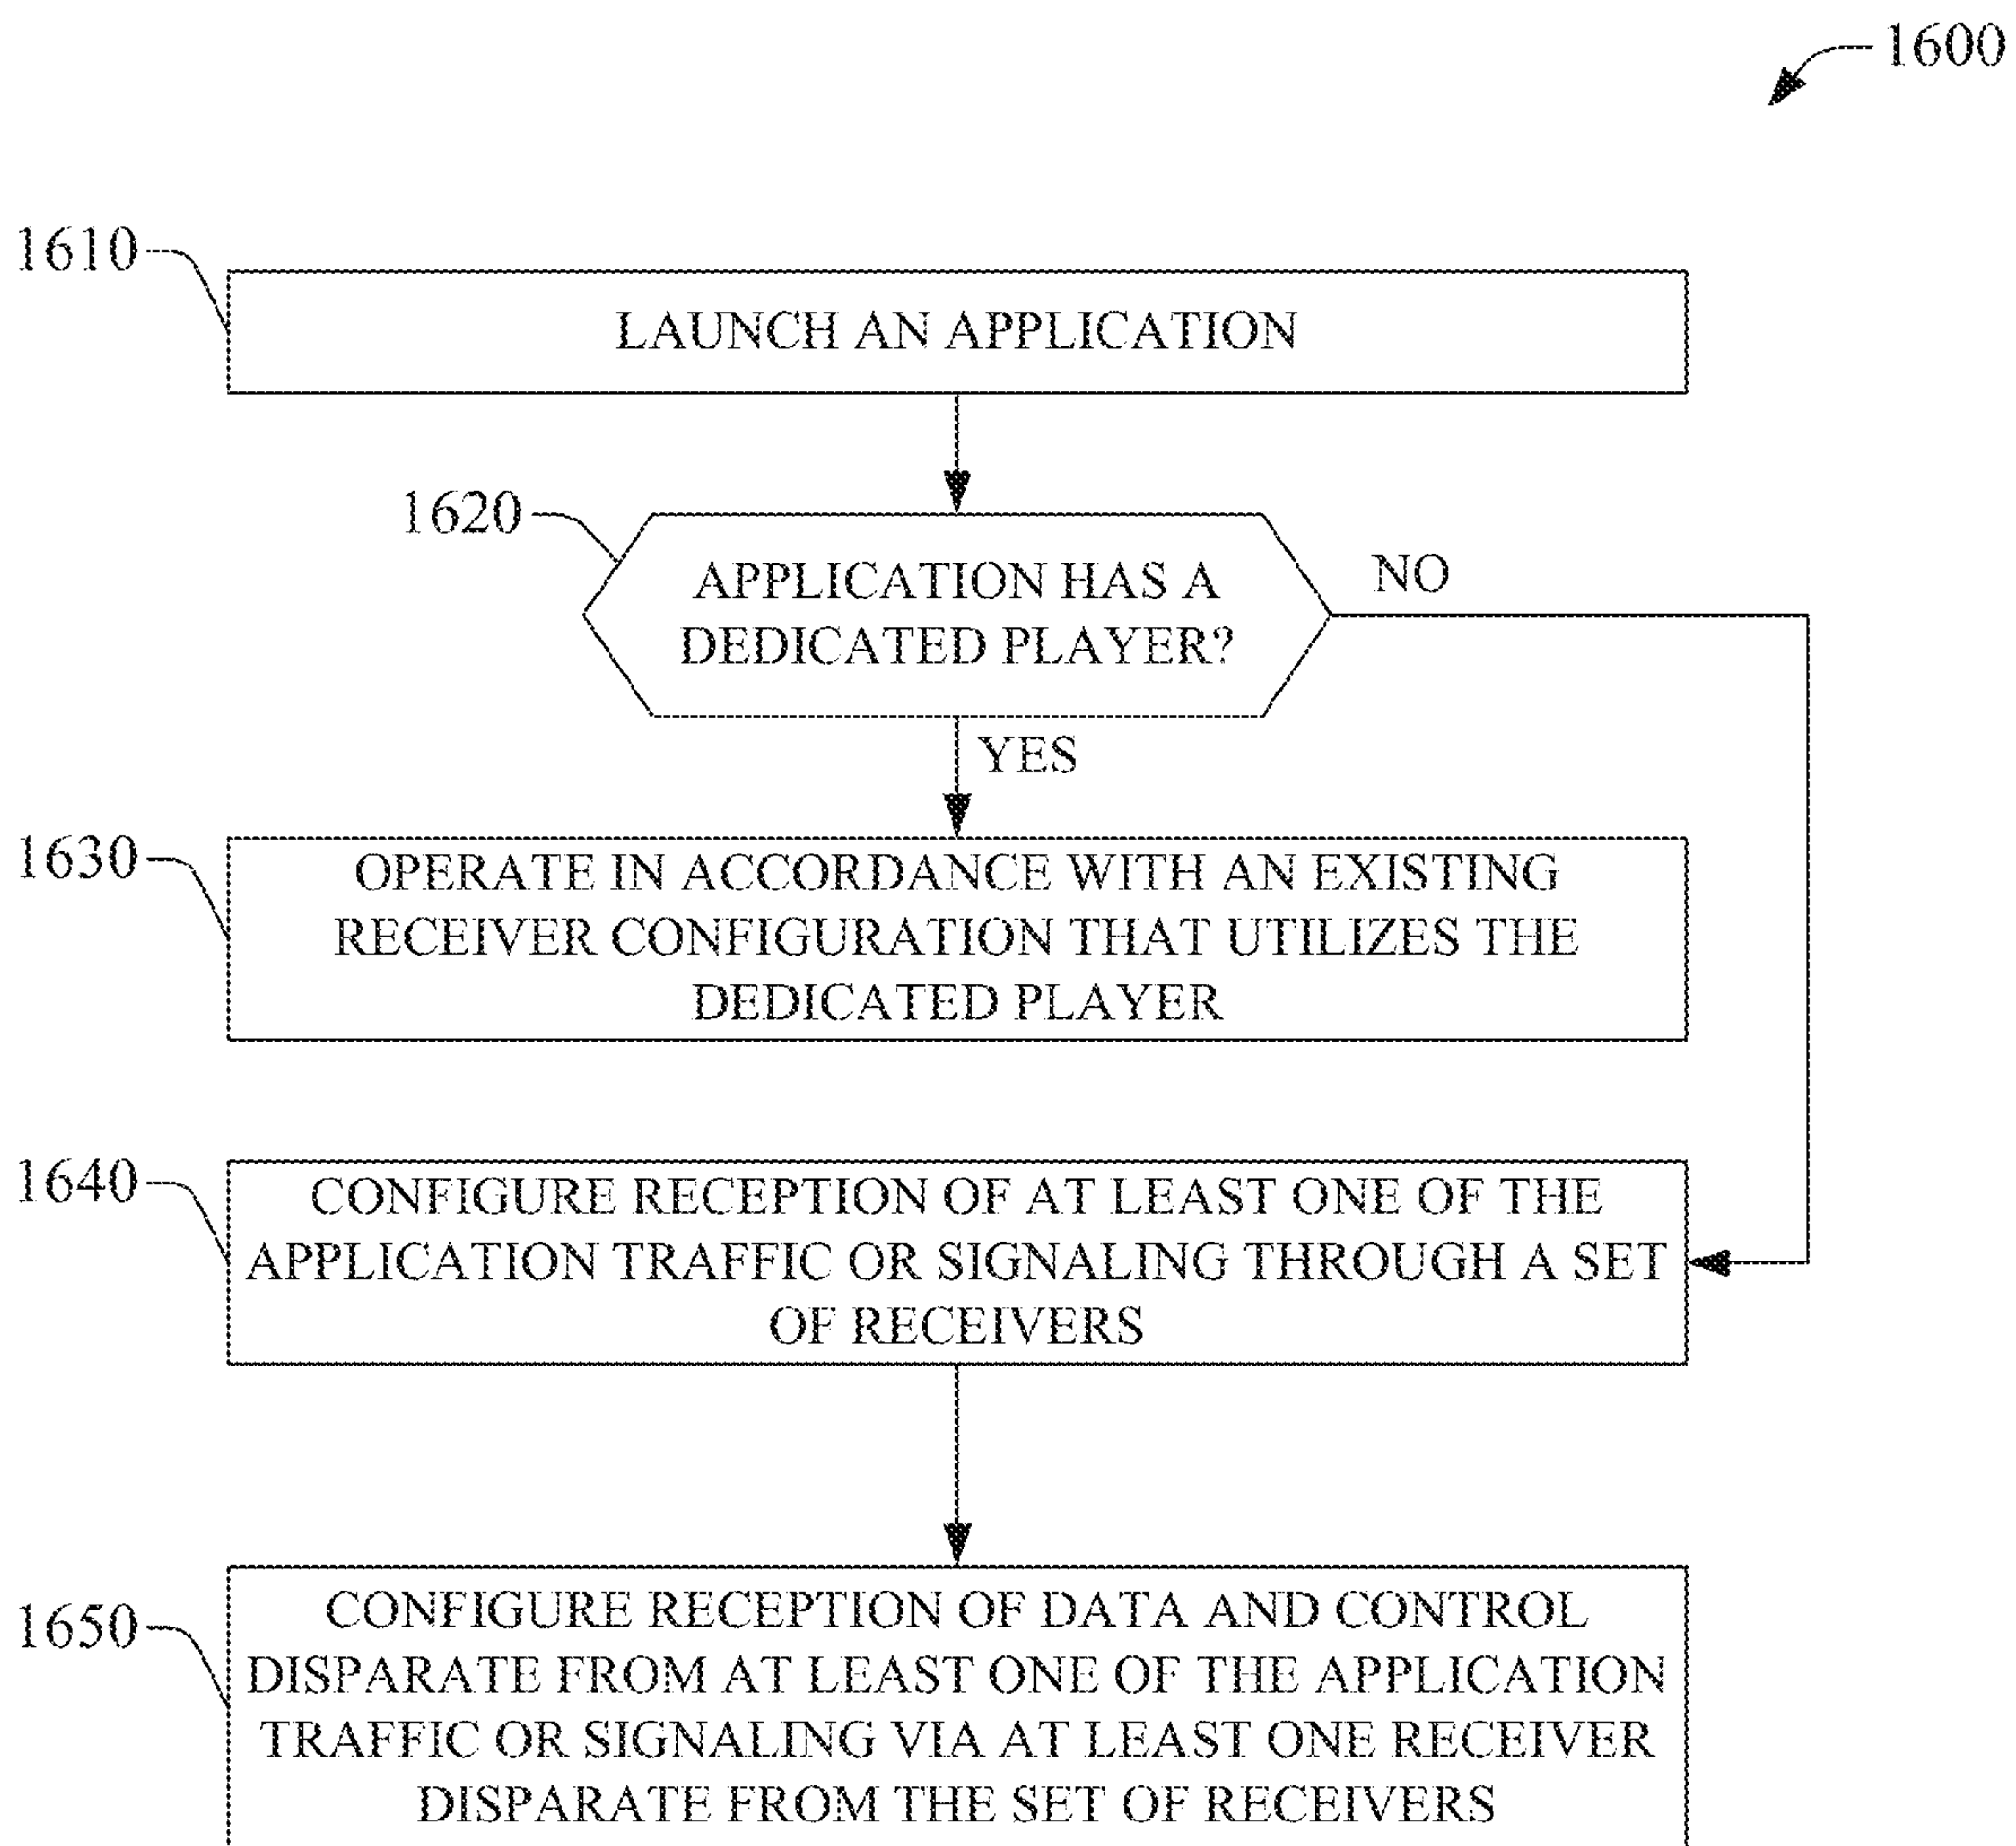 1600
1610
LAUNCH AN APPLICATION
1620
APPLICATION HAS A
DEDICATED PLAYER?
NO
YES
1630
OPERATE IN ACCORDANCE WITH AN EXISTING
RECEIVER CONFIGURATION THAT UTILIZES THE
DEDICATED PLAYER
1640
CONFIGURE RECEPTION OF AT LEAST ONE OF THE
APPLICATION TRAFFIC OR SIGNALING THROUGH A SET
OF RECEIVERS
1650
CONFIGURE RECEPTION OF DATA AND CONTROL
DISPARATE FROM AT LEAST ONE OF THE APPLICATION
TRAFFIC OR SIGNALING VIA AT LEAST ONE RECEIVER
DISPARATE FROM THE SET OF RECEIVERS